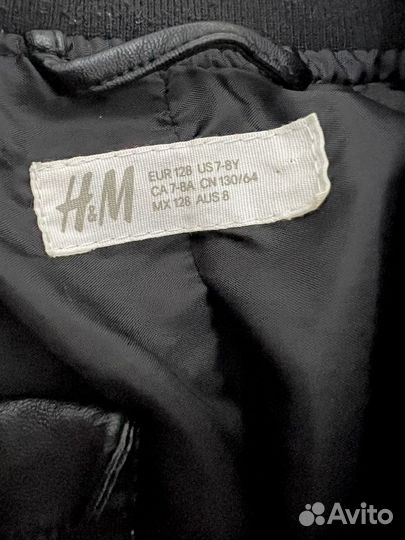 H&M
EUR 128 US 7-8Y
CA 7-8A CN 130/64
MX 128 AUS 8
Avito